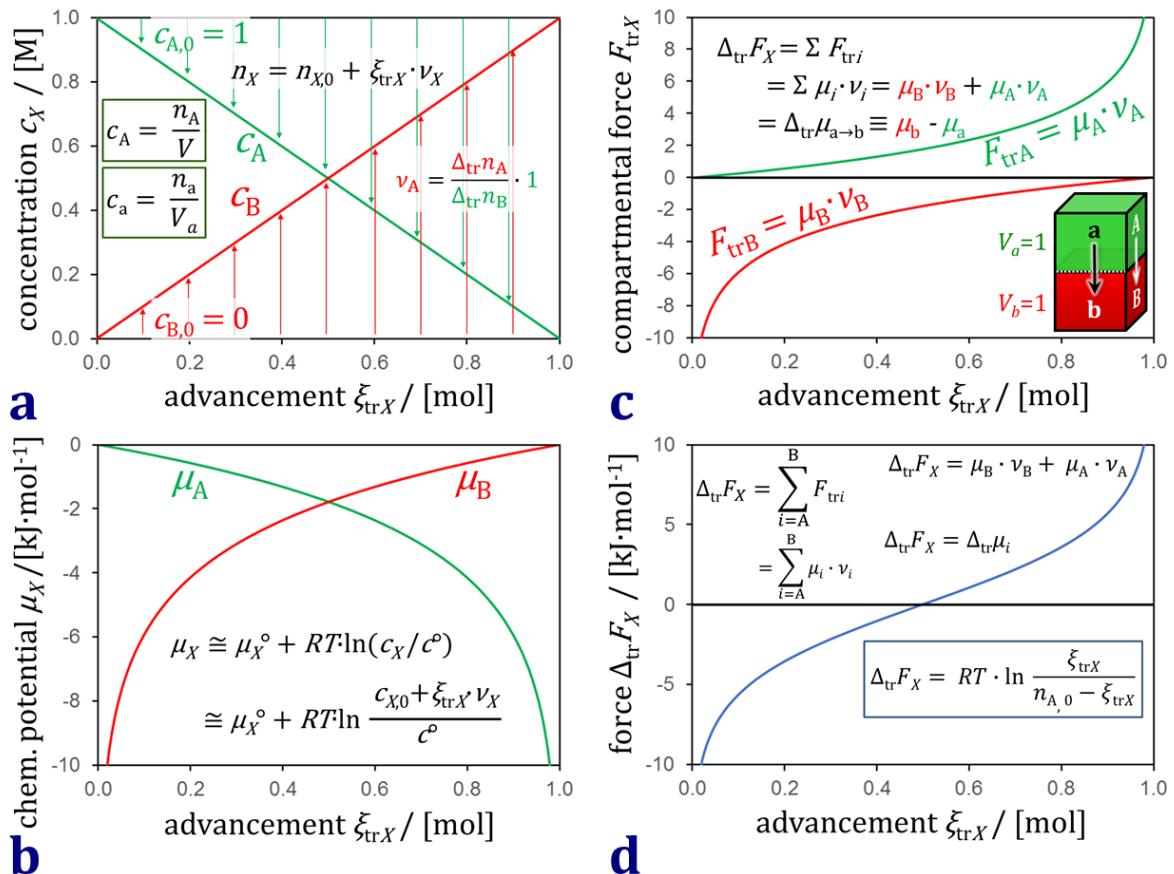 1.0
0.8
0.6
0.4
0.2
0.0
concentration c_X / [M]
c_A,0 = 1
n_X = n_X,0 + ξ_trX · ν_X
c_A = n_A / V
c_a = n_a / V_a
c_A
c_B
ν_A = Δ_tr n_A / Δ_tr n_B · 1
c_B,0 = 0
0.0 0.2 0.4 0.6 0.8 1.0
advancement ξ_trX / [mol]
a
10
8
6
4
2
0
-2
-4
-6
-8
-10
compartmental force F_trX
Δ_tr F_X = Σ F_tri
= Σ μ_i · ν_i = μ_B · ν_B + μ_A · ν_A
= Δ_tr μ_a→b ≡ μ_b - μ_a
F_trA = μ_A · ν_A
F_trB = μ_B · ν_B
V_a=1
a
A
V_b=1
b
B
0.0 0.2 0.4 0.6 0.8 1.0
advancement ξ_trX / [mol]
c
0
-2
-4
-6
-8
-10
chem. potential μ_X /[kJ·mol⁻¹]
μ_A
μ_B
μ_X ≅ μ_X° + RT·ln(c_X/c°)
≅ μ_X° + RT·ln (c_X,0 + ξ_trX · ν_X) / c°
0.0 0.2 0.4 0.6 0.8 1.0
advancement ξ_trX / [mol]
b
10
5
0
-5
-10
force Δ_tr F_X / [kJ·mol⁻¹]
Δ_tr F_X = μ_B · ν_B + μ_A · ν_A
Δ_tr F_X = ∑_{i=A}^{B} F_tri
Δ_tr F_X = Δ_tr μ_i
= ∑_{i=A}^{B} μ_i · ν_i
Δ_tr F_X = RT · ln ξ_trX / (n_A,0 − ξ_trX)
0.0 0.2 0.4 0.6 0.8 1.0
advancement ξ_trX / [mol]
d